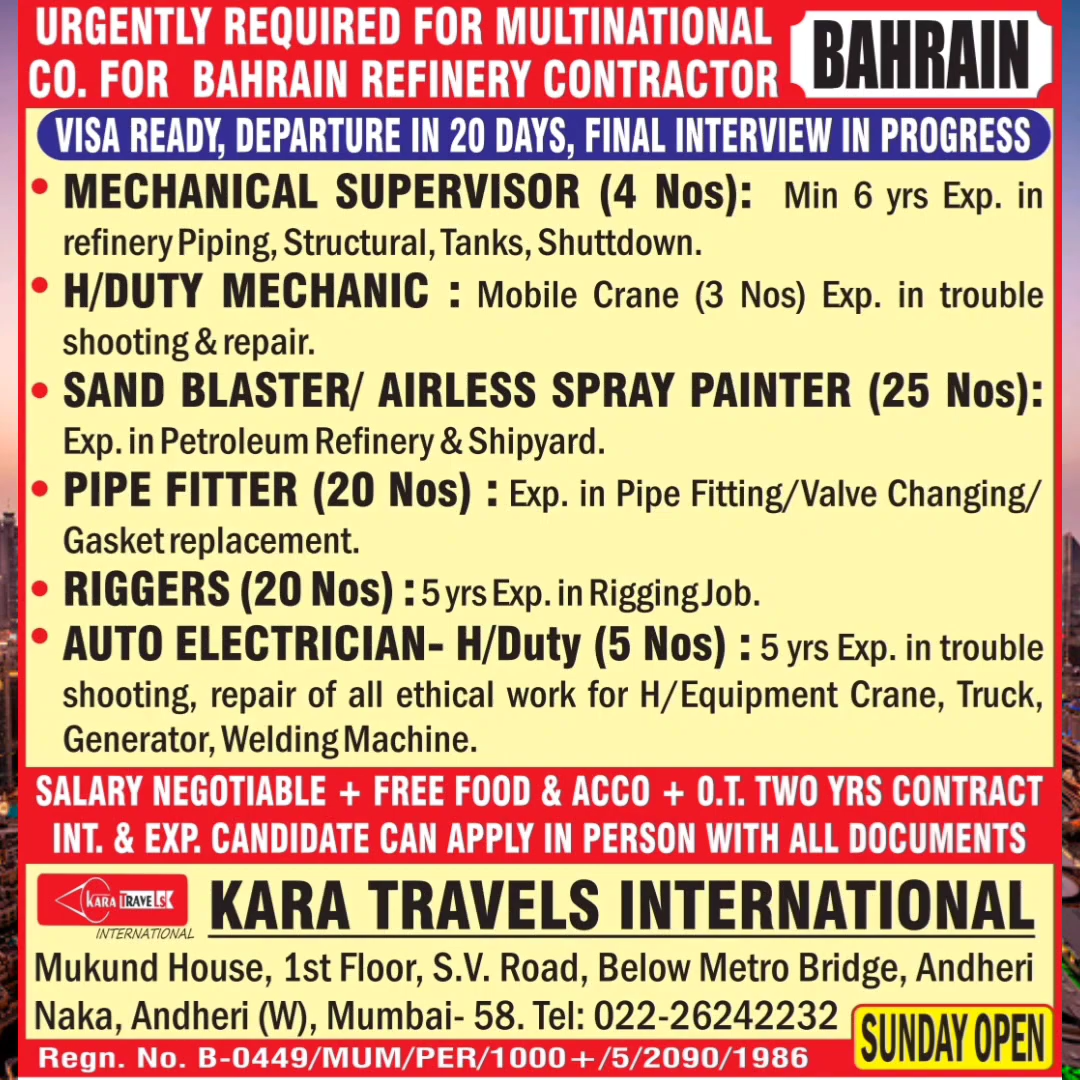 URGENTLY REQUIRED FOR MULTINATIONAL
CO. FOR BAHRAIN REFINERY CONTRACTOR
BAHRAIN
VISA READY, DEPARTURE IN 20 DAYS, FINAL INTERVIEW IN PROGRESS
• MECHANICAL SUPERVISOR (4 Nos): Min 6 yrs Exp. in
refinery Piping, Structural, Tanks, Shuttdown.
• H/DUTY MECHANIC : Mobile Crane (3 Nos) Exp. in trouble
shooting & repair.
• SAND BLASTER/ AIRLESS SPRAY PAINTER (25 Nos):
Exp. in Petroleum Refinery & Shipyard.
• PIPE FITTER (20 Nos) : Exp. in Pipe Fitting/Valve Changing/
Gasket replacement.
• RIGGERS (20 Nos) : 5 yrs Exp. in Rigging Job.
• AUTO ELECTRICIAN- H/Duty (5 Nos) : 5 yrs Exp. in trouble
shooting, repair of all ethical work for H/Equipment Crane, Truck,
Generator, Welding Machine.
SALARY NEGOTIABLE + FREE FOOD & ACCO + O.T. TWO YRS CONTRACT
INT. & EXP. CANDIDATE CAN APPLY IN PERSON WITH ALL DOCUMENTS
KARA TRAVELS
INTERNATIONAL
KARA TRAVELS INTERNATIONAL
Mukund House, 1st Floor, S.V. Road, Below Metro Bridge, Andheri
Naka, Andheri (W), Mumbai- 58. Tel: 022-26242232
SUNDAY OPEN
Regn. No. B-0449/MUM/PER/1000+/5/2090/1986